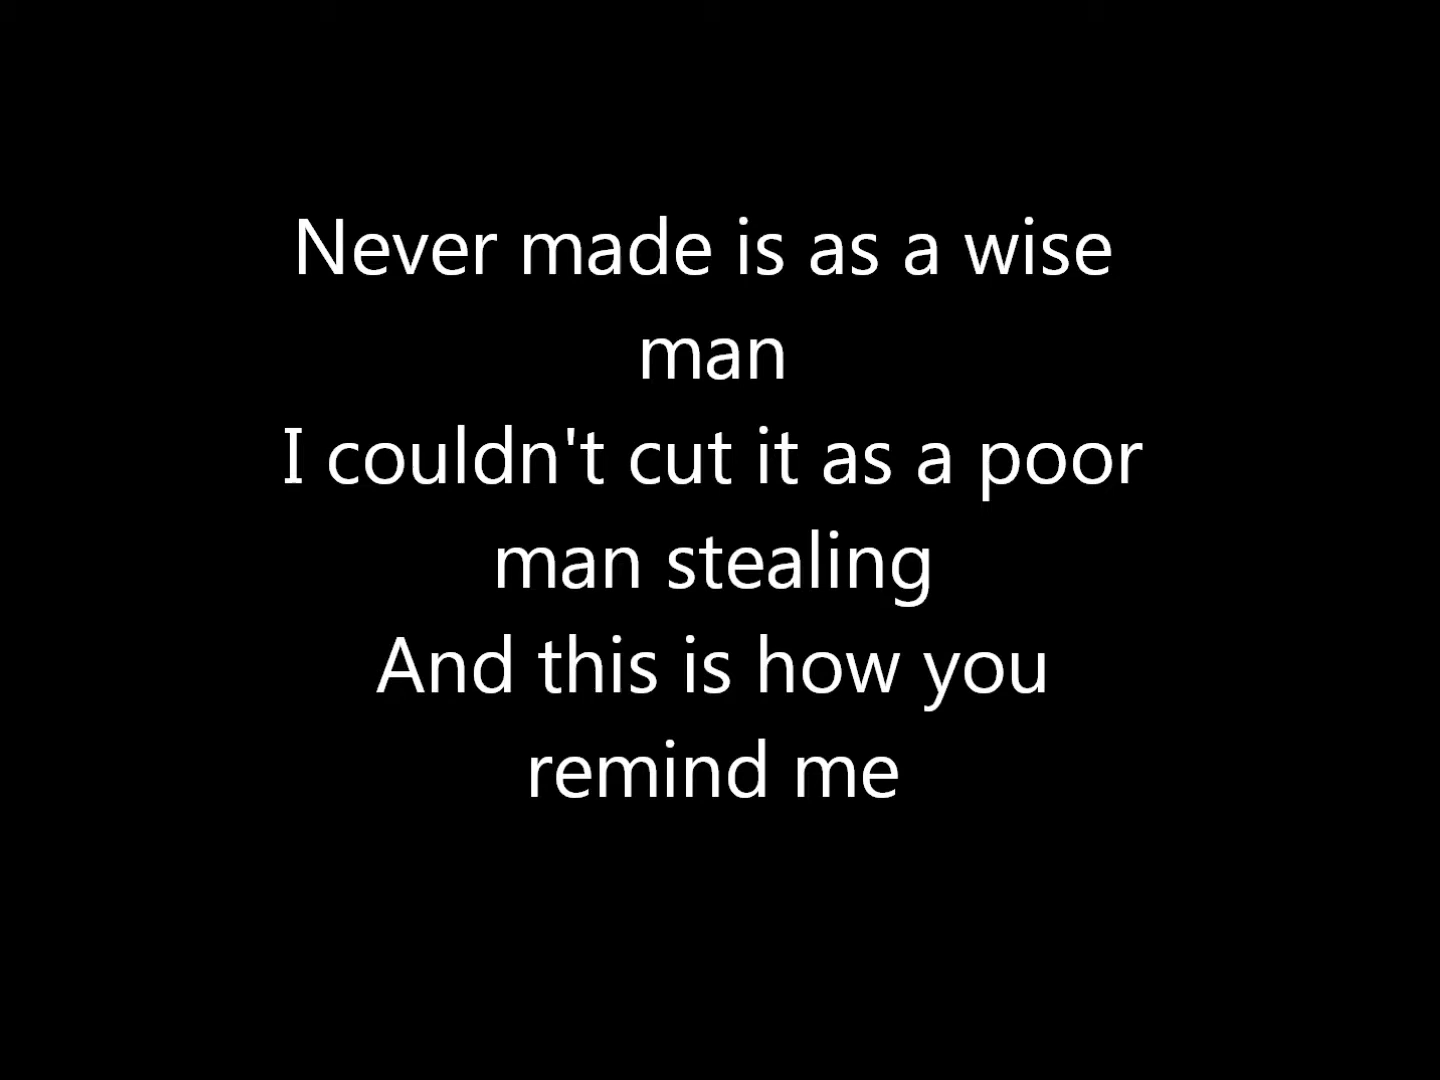 Never made is as a wise
man
I couldn't cut it as a poor
man stealing
And this is how you
remind me